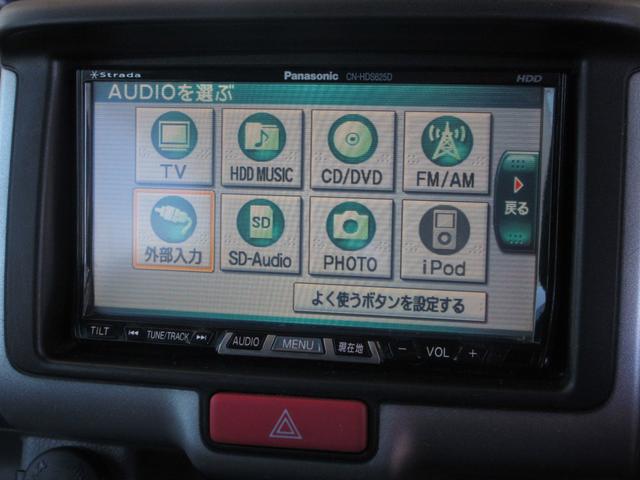 Strada Panasonic CN-HDS625D HDD
AUDIOを選ぶ
TV HDD MUSIC CD/DVD FM/AM
戻る
SD
外部入力 SD-Audio PHOTO iPod
よく使うボタンを設定する
TILT TUNE/TRACK AUDIO MENU 現在地 − VOL +